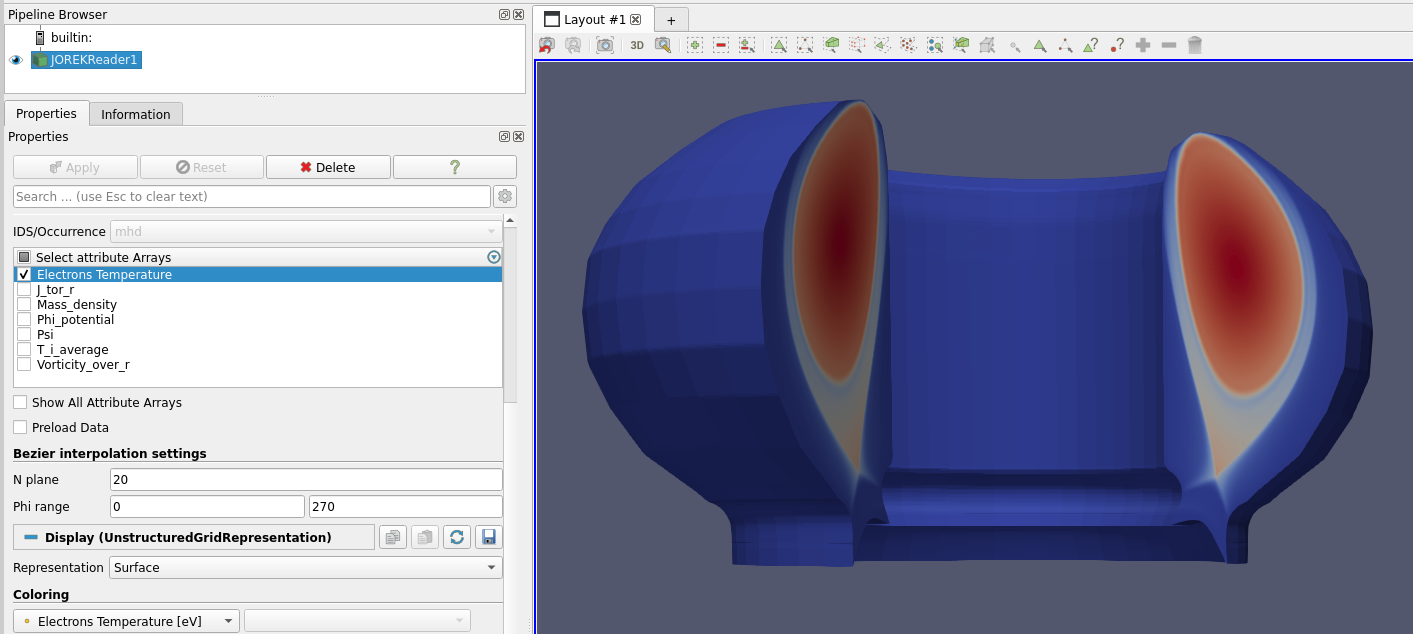 Pipeline Browser
builtin:
JOREKReader1
Properties
Information
Properties
Apply
Reset
Delete
?
Search ... (use Esc to clear text)
IDS/Occurrence
mhd
Select attribute Arrays
Electrons Temperature
J_tor_r
Mass_density
Phi_potential
Psi
T_i_average
Vorticity_over_r
Show All Attribute Arrays
Preload Data
Bezier interpolation settings
N plane
20
Phi range
0
270
Display (UnstructuredGridRepresentation)
Representation
Surface
Coloring
Electrons Temperature [eV]
Layout #1
+
3D